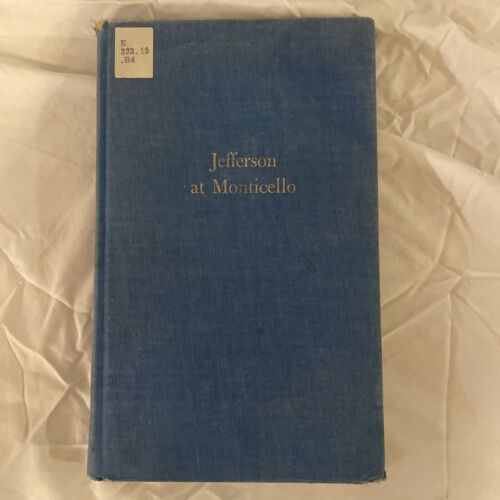 E
332.15
.B4
Jefferson
at Monticello